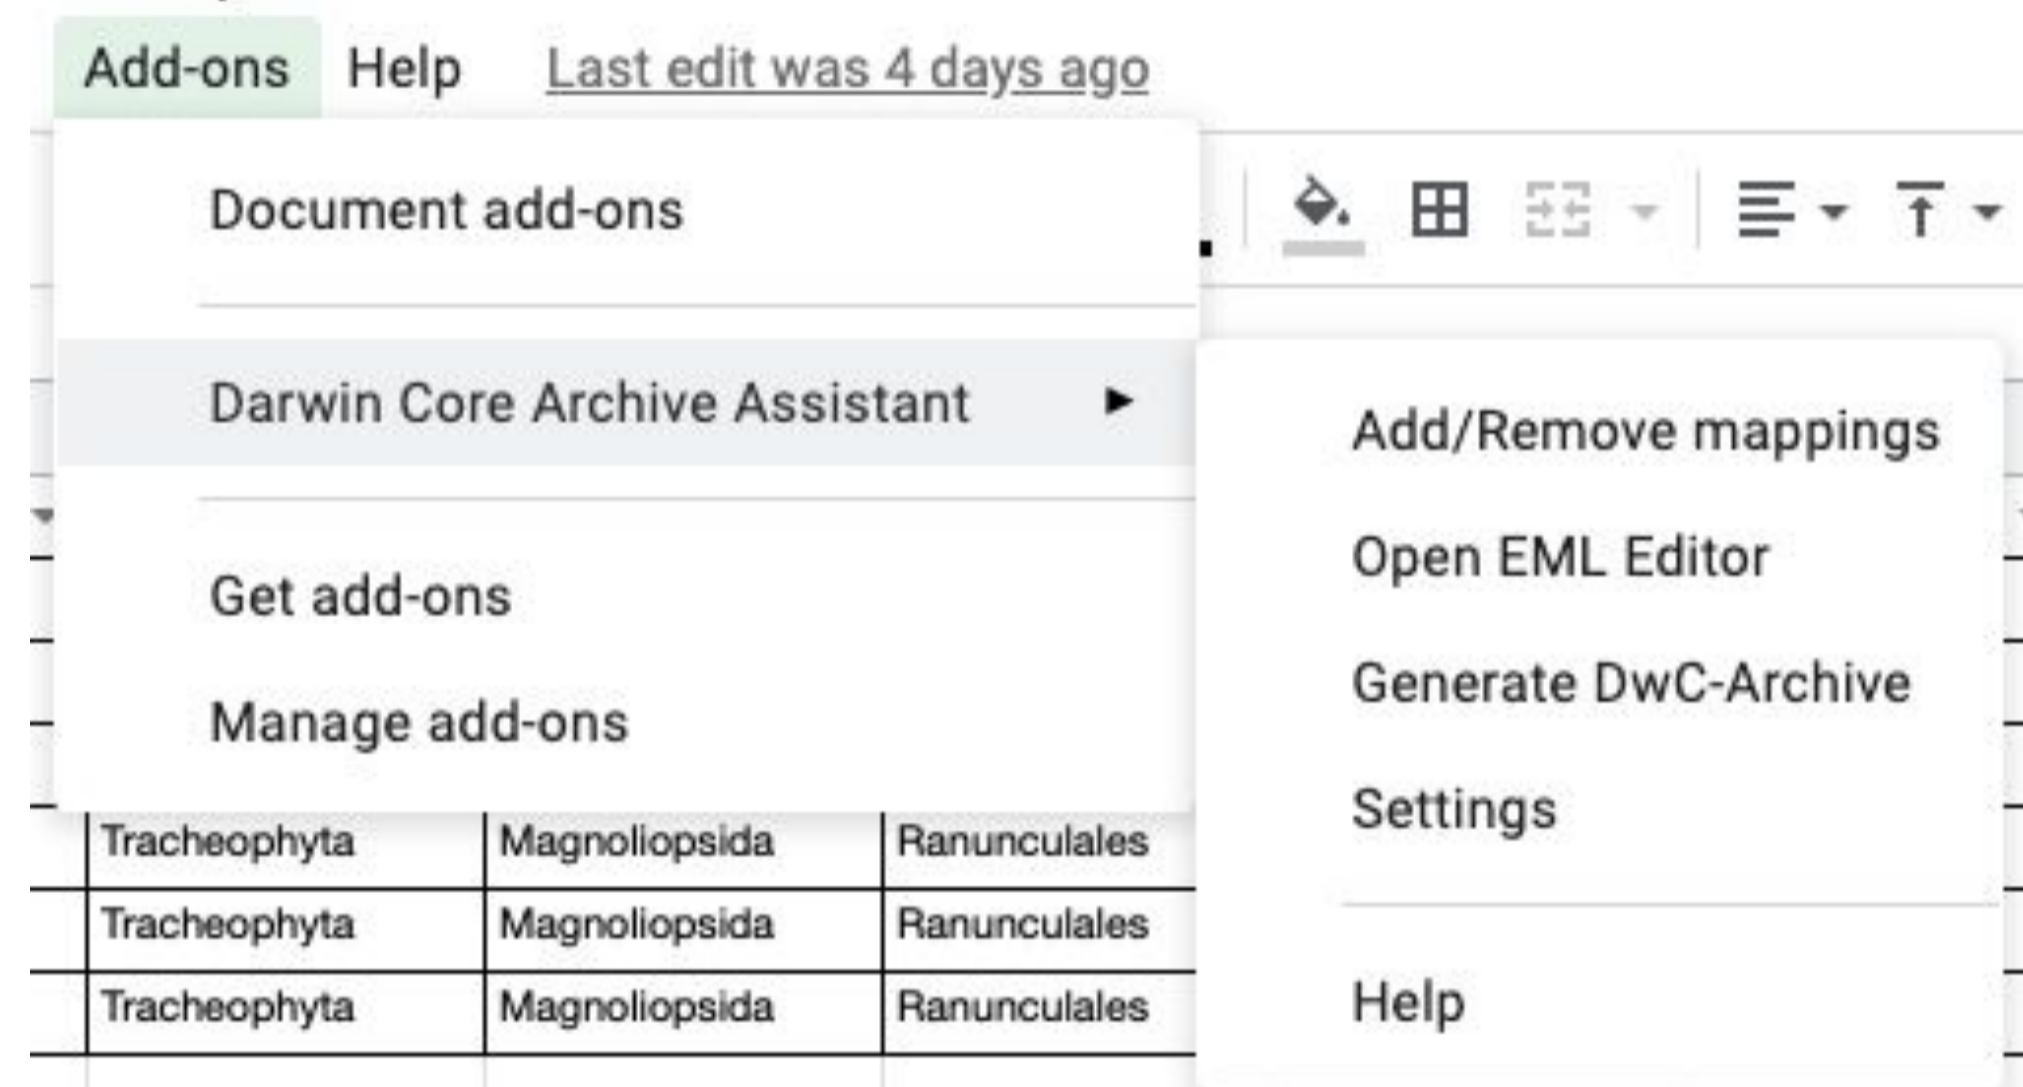 Add-ons Help Last edit was 4 days ago
Document add-ons
Darwin Core Archive Assistant
Get add-ons
Manage add-ons
Add/Remove mappings
Open EML Editor
Generate DwC-Archive
Settings
Help
Tracheophyta Magnoliopsida Ranunculales
Tracheophyta Magnoliopsida Ranunculales
Tracheophyta Magnoliopsida Ranunculales